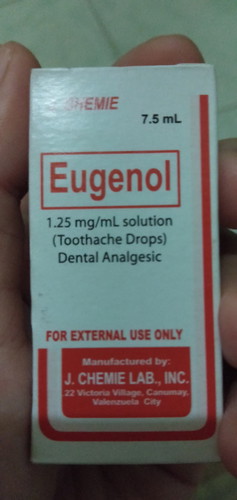 CHEMIE
7.5 mL
Eugenol
1.25 mg/mL solution
(Toothache Drops)
Dental Analgesic
FOR EXTERNAL USE ONLY
Manufactured by:
J. CHEMIE LAB., INC.
22 Victoria Village, Canumay,
Valenzuela City